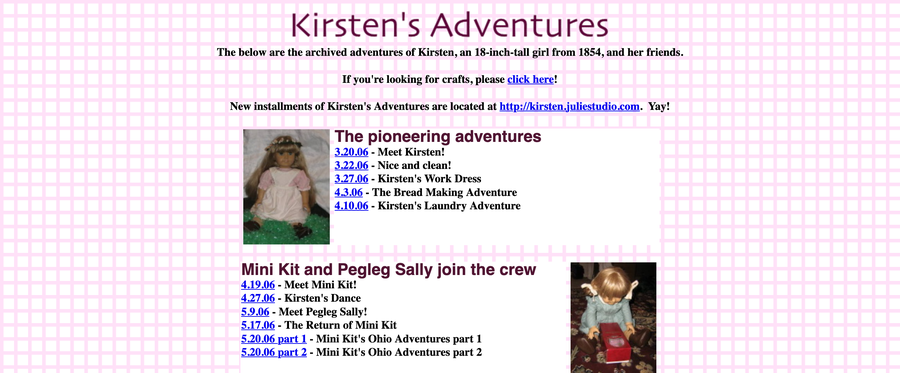 Kirsten's Adventures
The below are the archived adventures of Kirsten, an 18-inch-tall girl from 1854, and her friends.
If you're looking for crafts, please click here!
New installments of Kirsten's Adventures are located at http://kirsten.juliestudio.com.  Yay!
The pioneering adventures
3.20.06 - Meet Kirsten!
3.22.06 - Nice and clean!
3.27.06 - Kirsten's Work Dress
4.3.06 - The Bread Making Adventure
4.10.06 - Kirsten's Laundry Adventure
Mini Kit and Pegleg Sally join the crew
4.19.06 - Meet Mini Kit!
4.27.06 - Kirsten's Dance
5.9.06 - Meet Pegleg Sally!
5.17.06 - The Return of Mini Kit
5.20.06 part 1 - Mini Kit's Ohio Adventures part 1
5.20.06 part 2 - Mini Kit's Ohio Adventures part 2